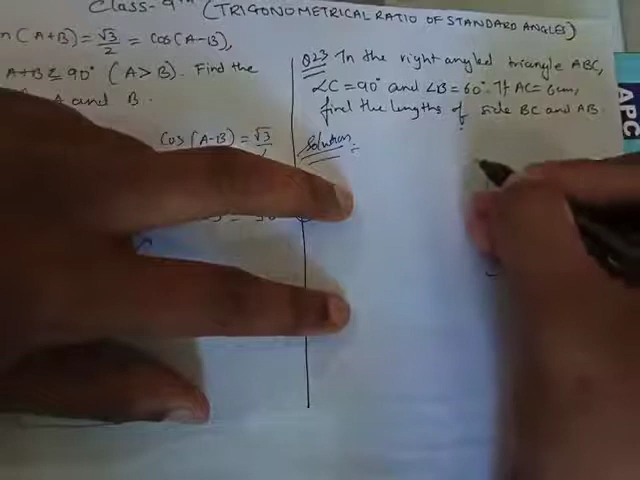 Class-9th (TRIGONOMETRICAL RATIO OF STANDARD ANGLES)
n(A+B)=√3/2 = cos(A-B),
A+B≤90° (A>B). Find the
A and B.
cos(A-B) = √3/
Q23 In the right angled triangle ABC,
∠C=90° and ∠B=60°. If AC=6cm,
find the lengths of side BC and AB.
Solution:
APC